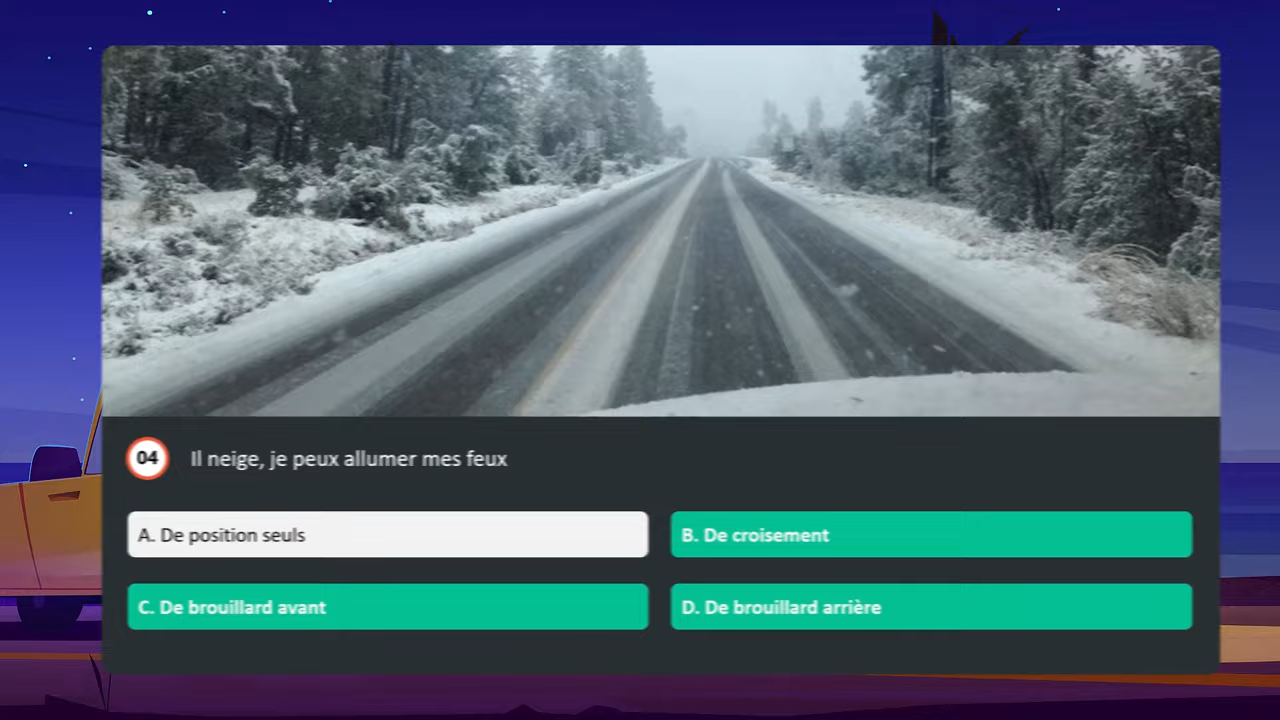 04 Il neige, je peux allumer mes feux
A. De position seuls
B. De croisement
C. De brouillard avant
D. De brouillard arrière